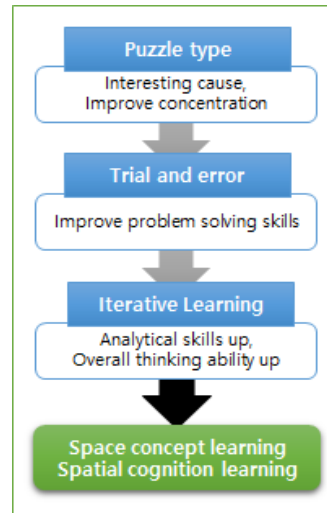 Puzzle type
Interesting cause,
Improve concentration
Trial and error
Improve problem solving skills
Iterative Learning
Analytical skills up,
Overall thinking ability up
Space concept learning
Spatial cognition learning